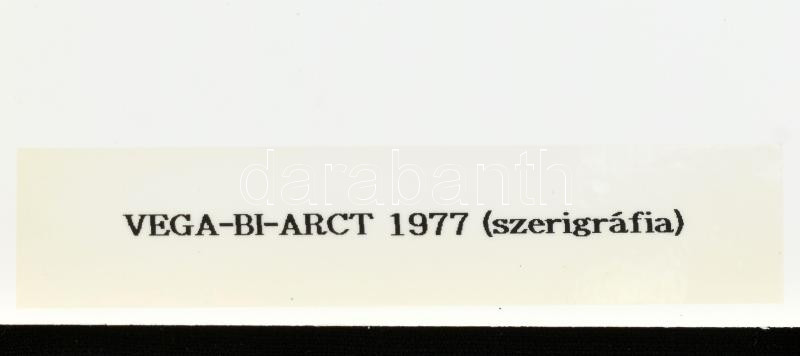 darabanth
VEGA-BI-ARCT 1977 (szerigráfia)